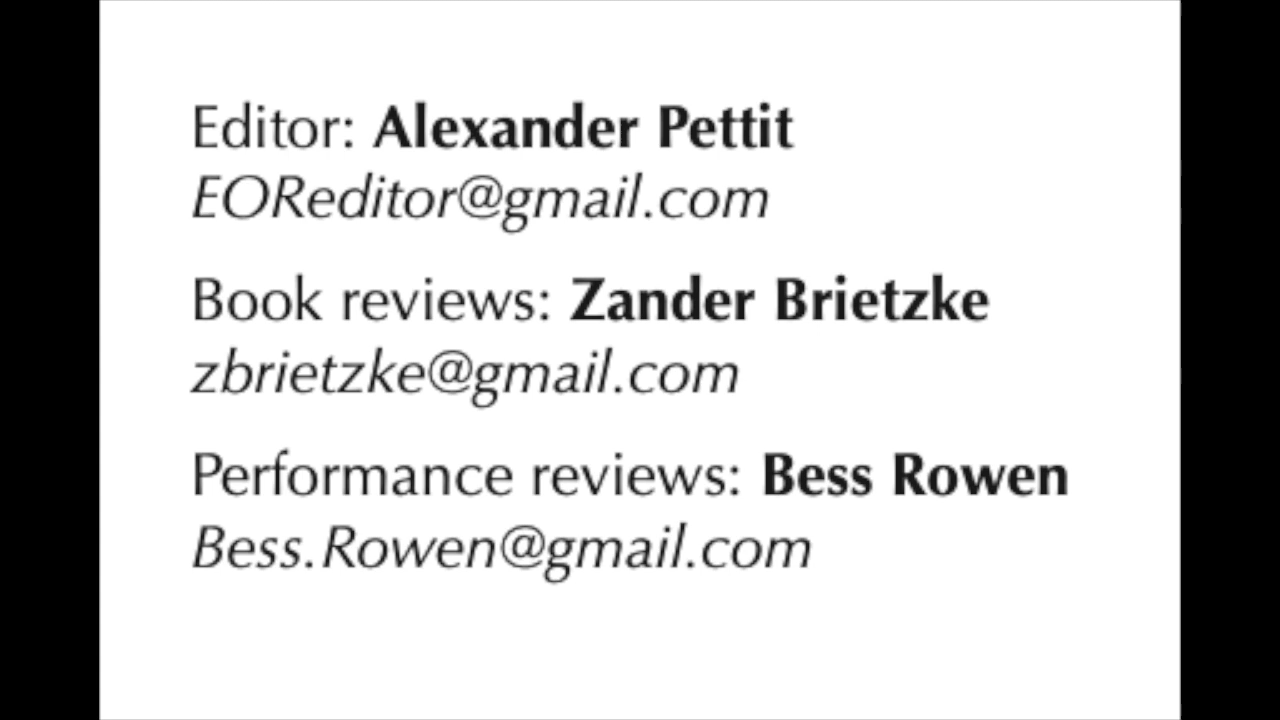 Editor: Alexander Pettit
EOReditor@gmail.com
Book reviews: Zander Brietzke
zbrietzke@gmail.com
Performance reviews: Bess Rowen
Bess.Rowen@gmail.com